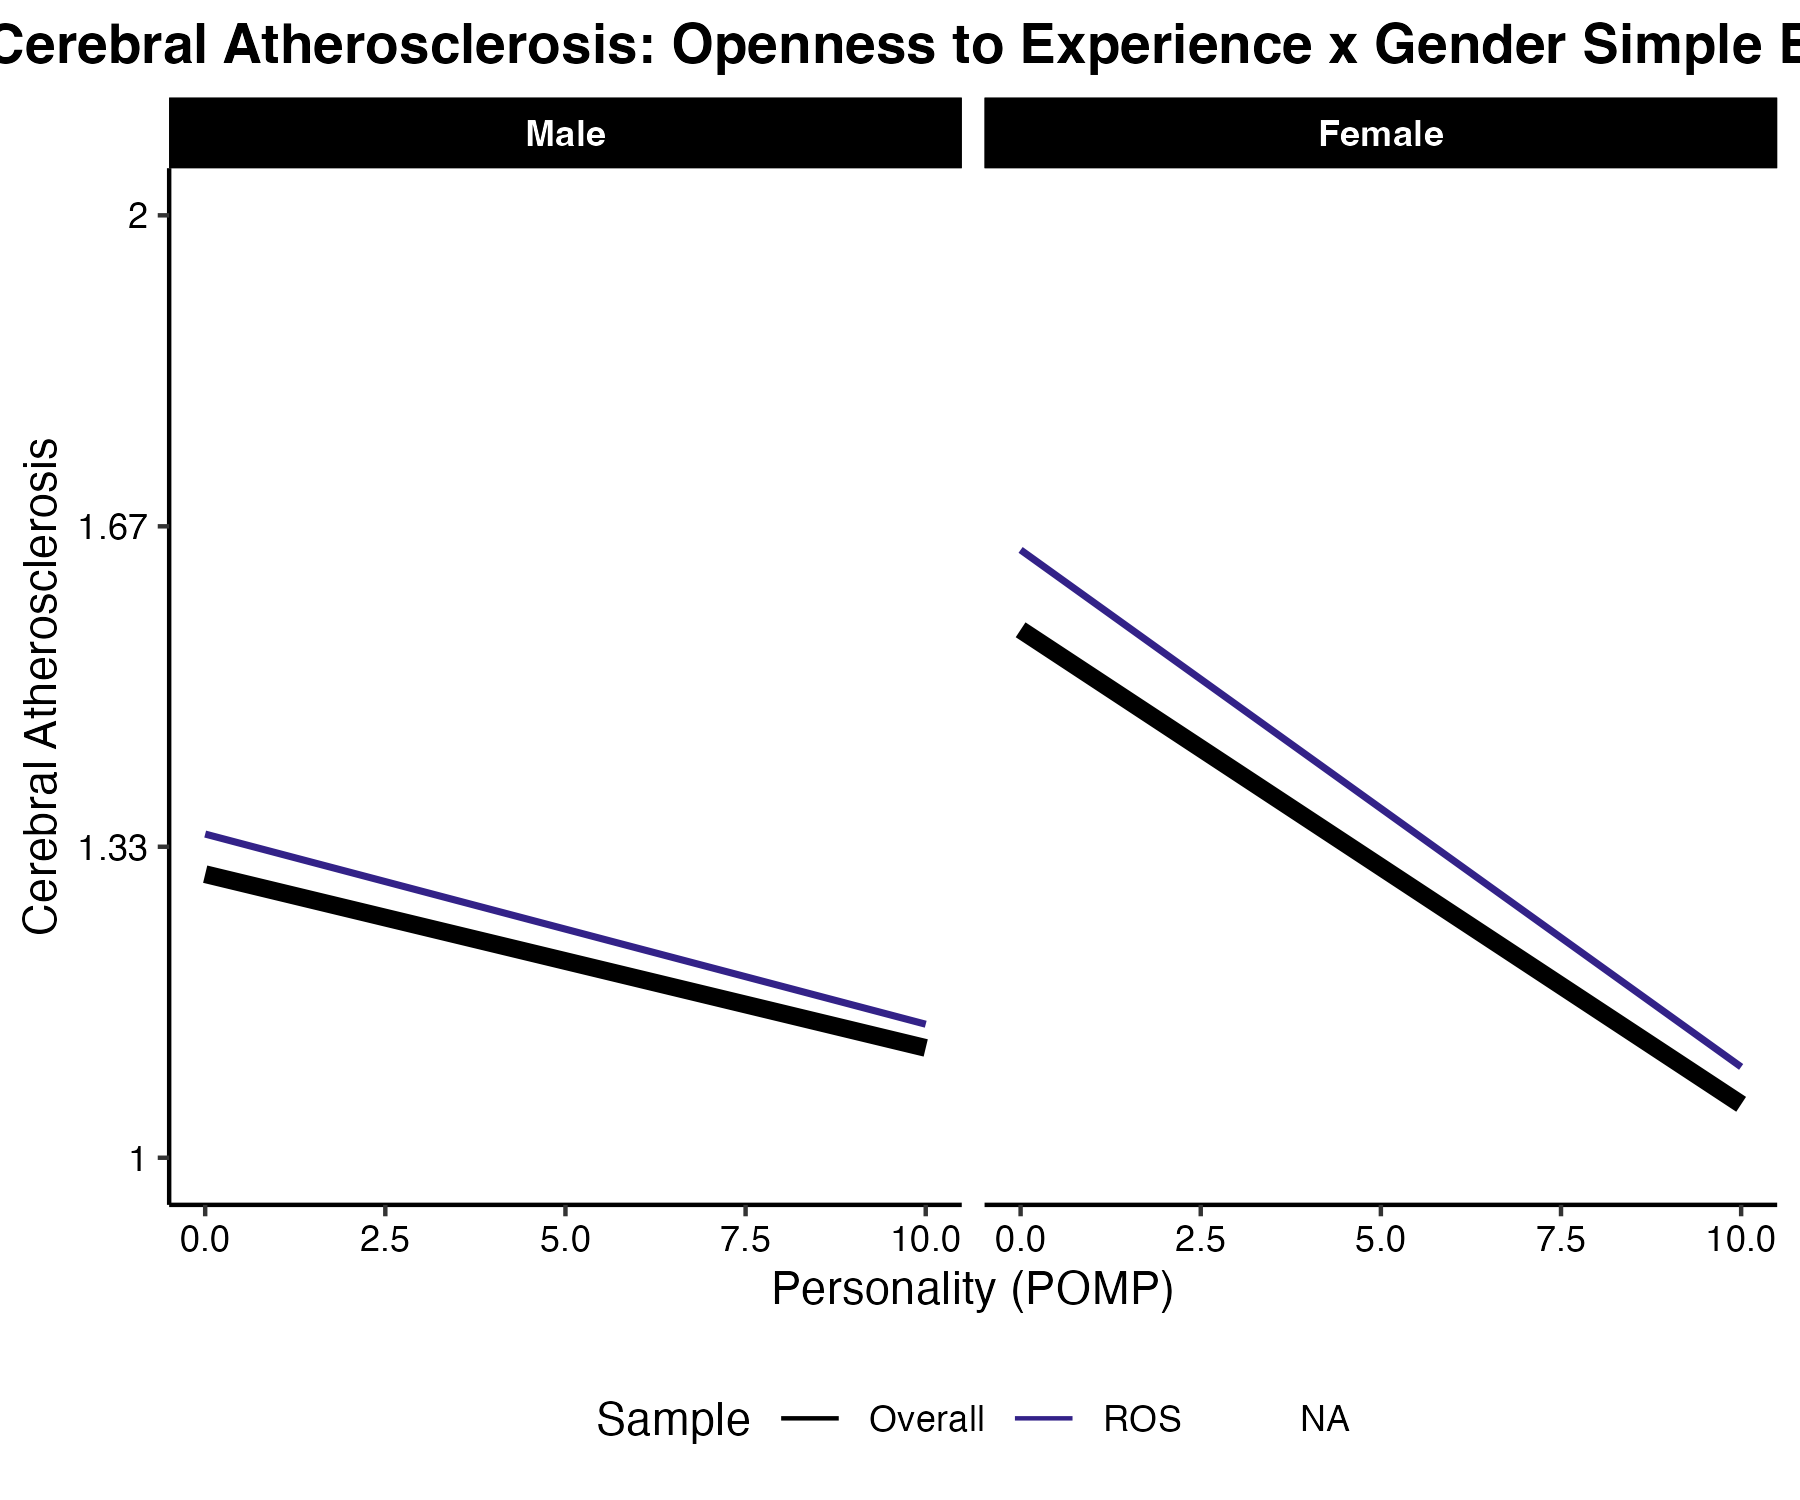 Cerebral Atherosclerosis: Openness to Experience x Gender Simple E
Male
Female
Cerebral Atherosclerosis
2
1.67
1.33
1
0.0 2.5 5.0 7.5 10.0
0.0 2.5 5.0 7.5 10.0
Personality (POMP)
Sample Overall ROS NA